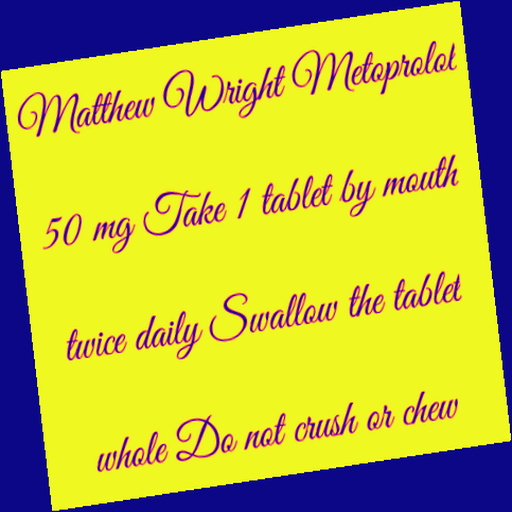 Matthew Wright Metoprolol
50 mg Take 1 tablet by mouth
twice daily Swallow the tablet
whole Do not crush or chew